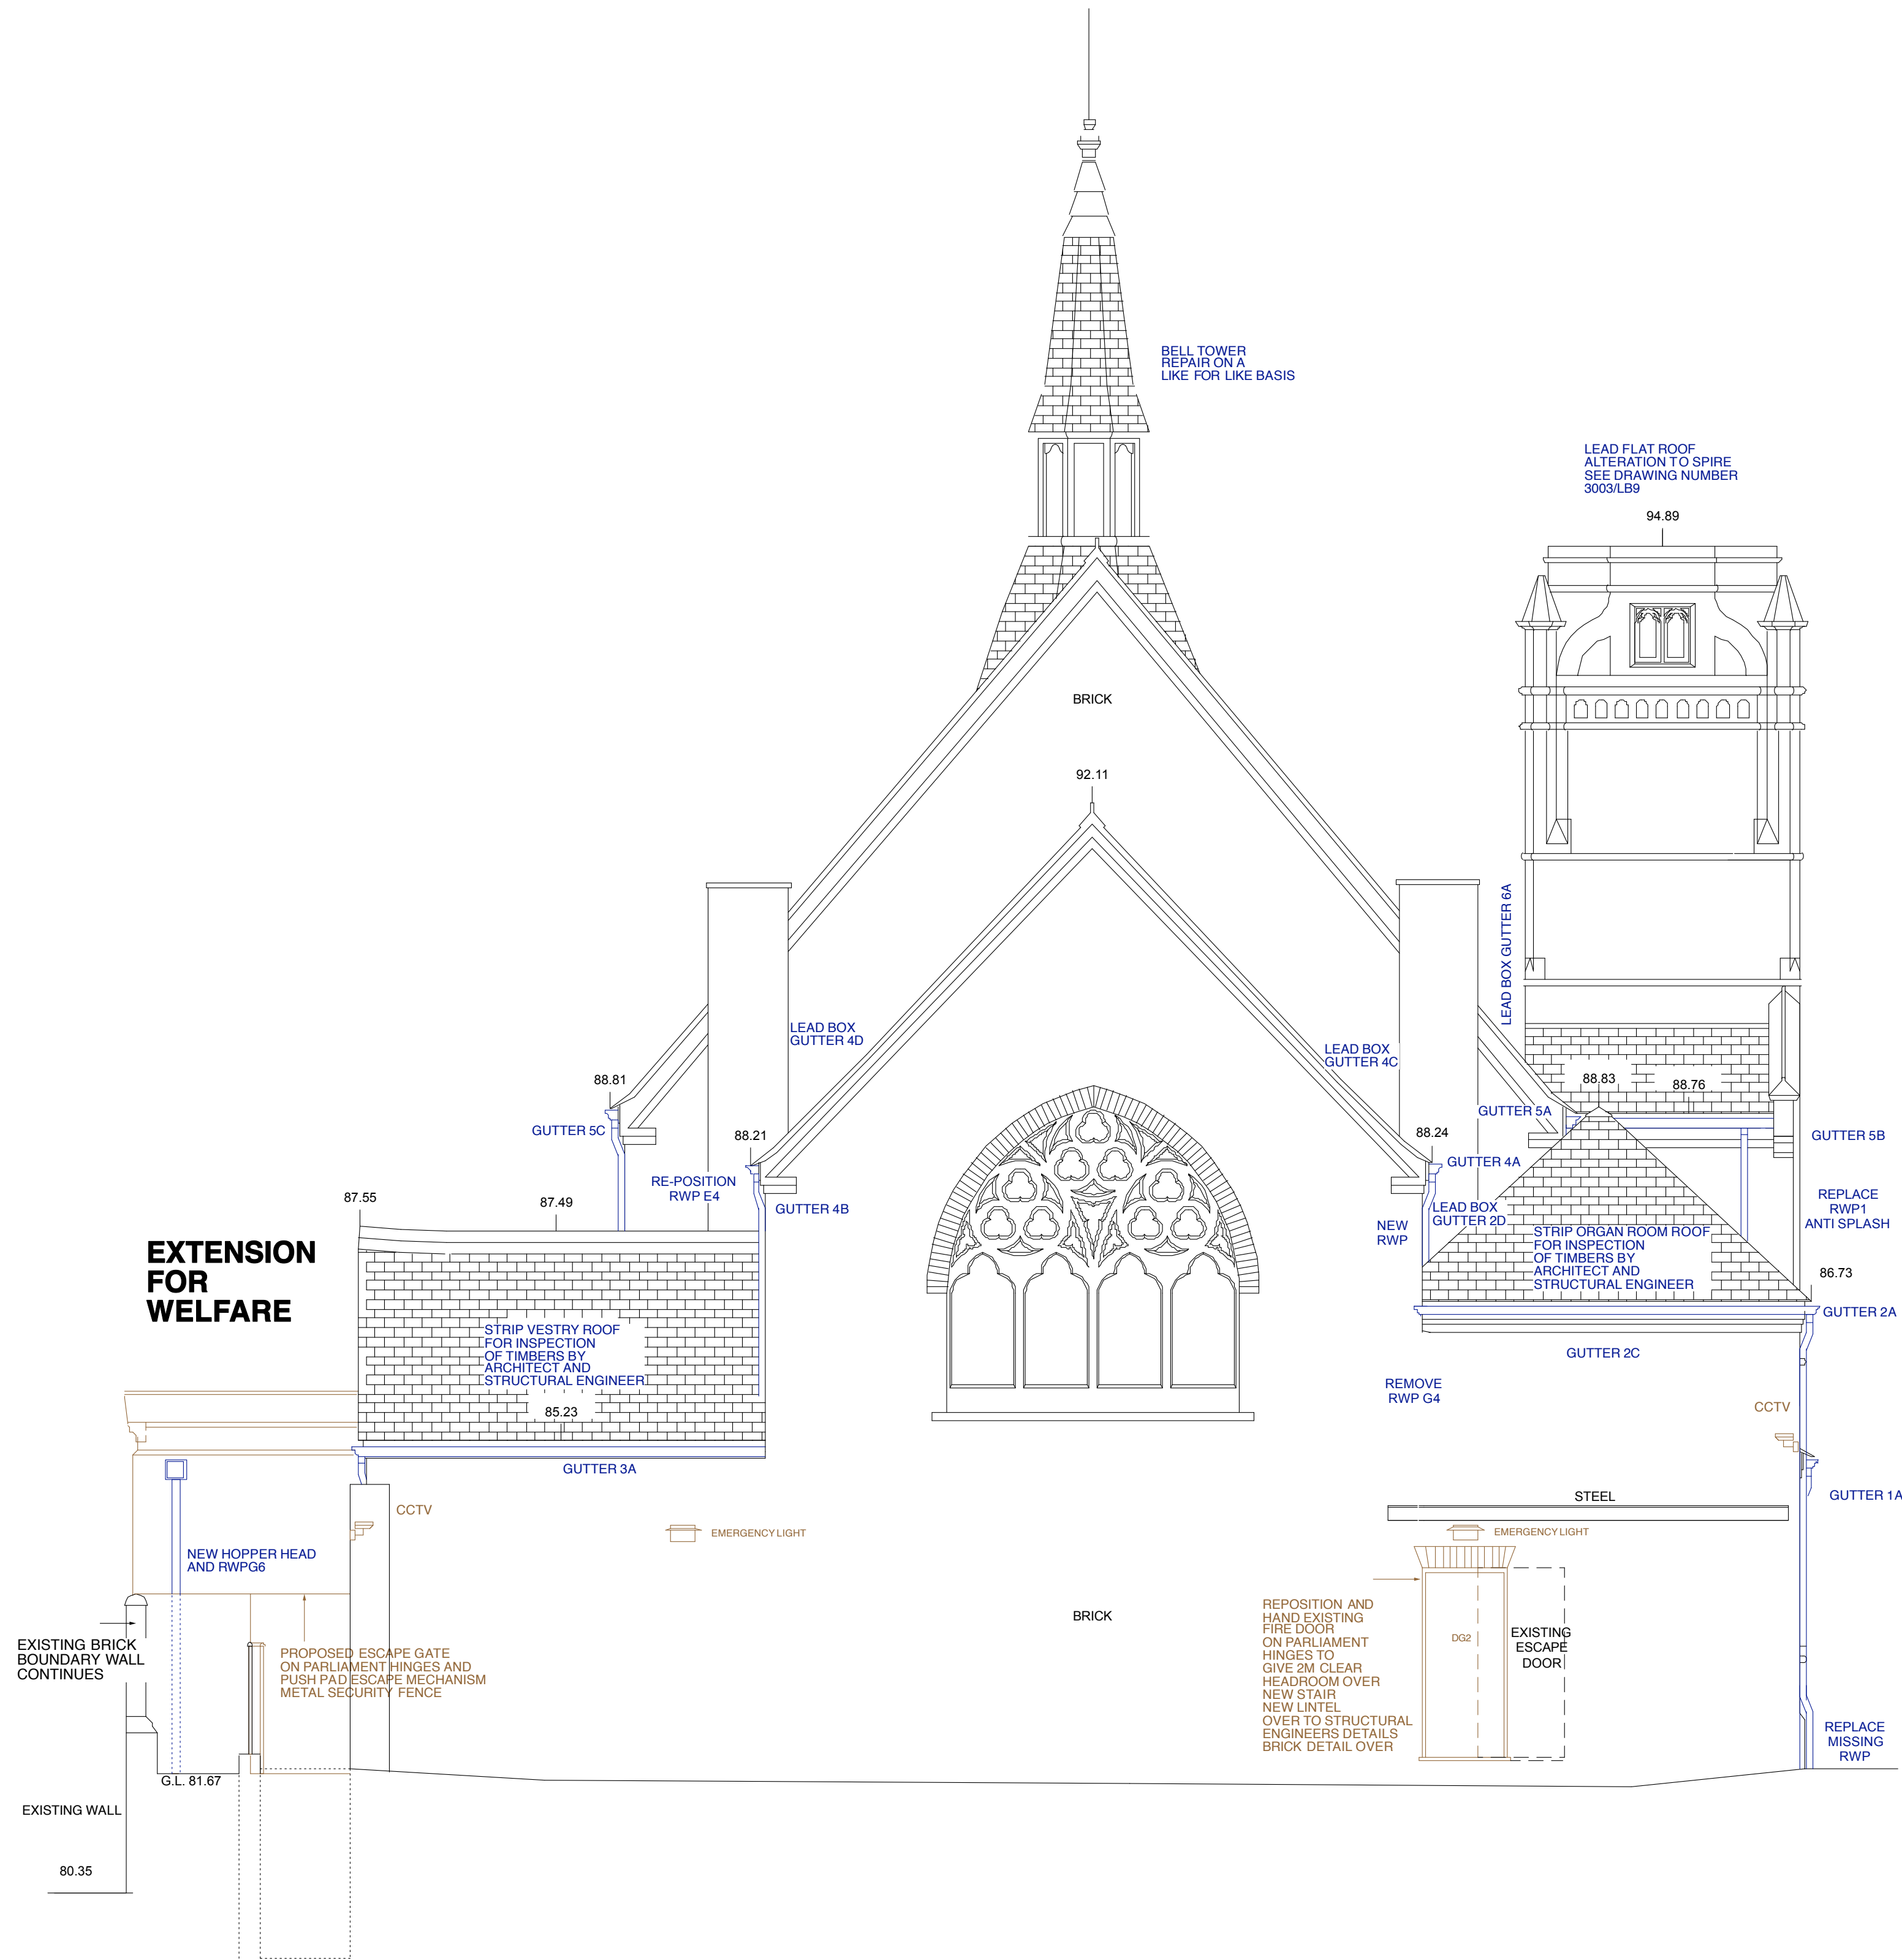 BELL TOWER
REPAIR ON A
LIKE FOR LIKE BASIS
LEAD FLAT ROOF
ALTERATION TO SPIRE
SEE DRAWING NUMBER
3003/LB9
94.89
BRICK
92.11
LEAD BOX GUTTER 6A
LEAD BOX
GUTTER 4D
LEAD BOX
GUTTER 4C
88.81
88.83
88.76
GUTTER 5C
GUTTER 5A
88.21
88.24
GUTTER 5B
GUTTER 4A
RE-POSITION
RWP E4
GUTTER 4B
87.55
87.49
LEAD BOX
GUTTER 2D
NEW
RWP
REPLACE
RWP1
ANTI SPLASH
EXTENSION
FOR
WELFARE
STRIP ORGAN ROOM ROOF
FOR INSPECTION
OF TIMBERS BY
ARCHITECT AND
STRUCTURAL ENGINEER
86.73
GUTTER 2A
STRIP VESTRY ROOF
FOR INSPECTION
OF TIMBERS BY
ARCHITECT AND
STRUCTURAL ENGINEER
GUTTER 2C
REMOVE
RWP G4
85.23
CCTV
GUTTER 3A
CCTV
STEEL
GUTTER 1A
EMERGENCY LIGHT
EMERGENCY LIGHT
NEW HOPPER HEAD
AND RWPG6
EXISTING BRICK
BOUNDARY WALL
CONTINUES
PROPOSED ESCAPE GATE
ON PARLIAMENT HINGES AND
PUSH PAD ESCAPE MECHANISM
METAL SECURITY FENCE
BRICK
REPOSITION AND
HAND EXISTING
FIRE DOOR
ON PARLIAMENT
HINGES TO
GIVE 2M CLEAR
HEADROOM OVER
NEW STAIR
NEW LINTEL
OVER TO STRUCTURAL
ENGINEERS DETAILS
BRICK DETAIL OVER
DG2
EXISTING
ESCAPE
DOOR
REPLACE
MISSING
RWP
G.L. 81.67
EXISTING WALL
80.35